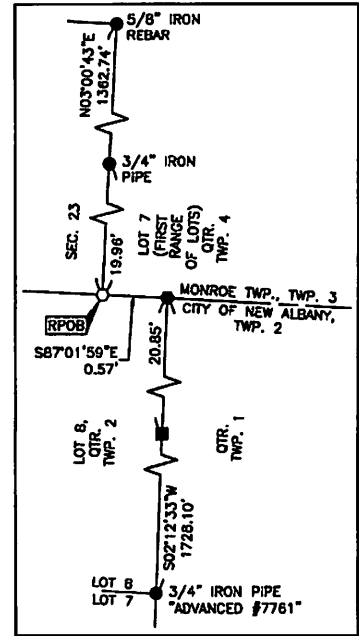 5/8" IRON
REBAR
N03°00'43"E
1362.74'
3/4" IRON
PIPE
SEC. 23
19.96'
LOT 7
(FIRST
RANGE
OF LOTS)
QTR.
TWP. 4
RPOB
MONROE TWP., TWP. 3
CITY OF NEW ALBANY,
TWP. 2
S87°01'59"E
0.57'
20.85'
LOT 8,
QTR.
TWP. 2
QTR.
TWP. 1
S02°12'33"W
1728.10'
LOT 8
LOT 7
3/4" IRON PIPE
"ADVANCED #7761"